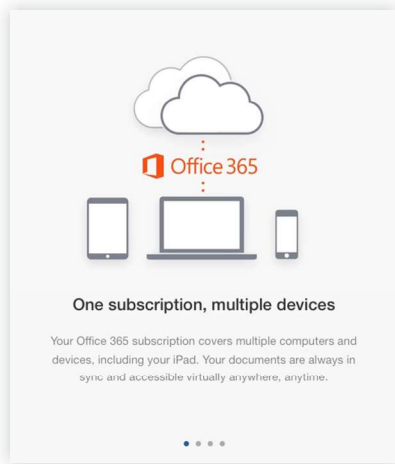 Office 365
One subscription, multiple devices
Your Office 365 subscription covers multiple computers and
devices, including your iPad. Your documents are always in
sync and accessible virtually anywhere, anytime.